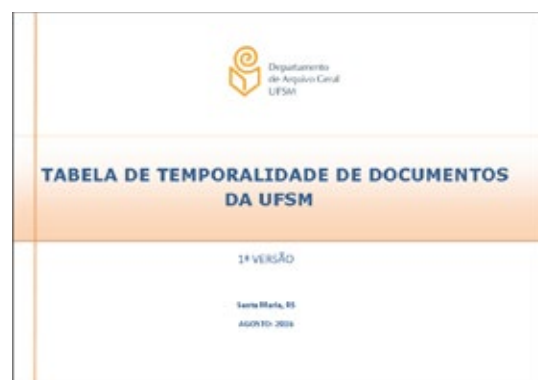 Departamento
de Arquivo Geral
UFSM
TABELA DE TEMPORALIDADE DE DOCUMENTOS
DA UFSM
1ª VERSÃO
Santa Maria, RS
AGOSTO- 2016